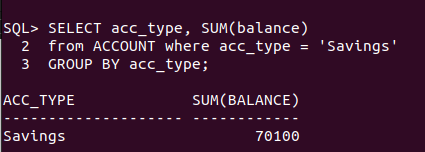 SQL> SELECT acc_type, SUM(balance)
  2  from ACCOUNT where acc_type = 'Savings'
  3  GROUP BY acc_type;
ACC_TYPE             SUM(BALANCE)
-------------------- ------------
Savings                     70100